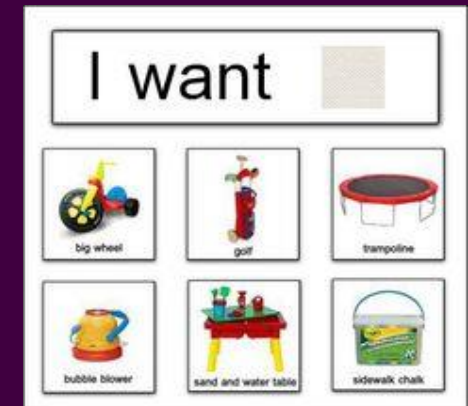 I want
big wheel
golf
trampoline
bubble blower
sand and water table
sidewalk chalk